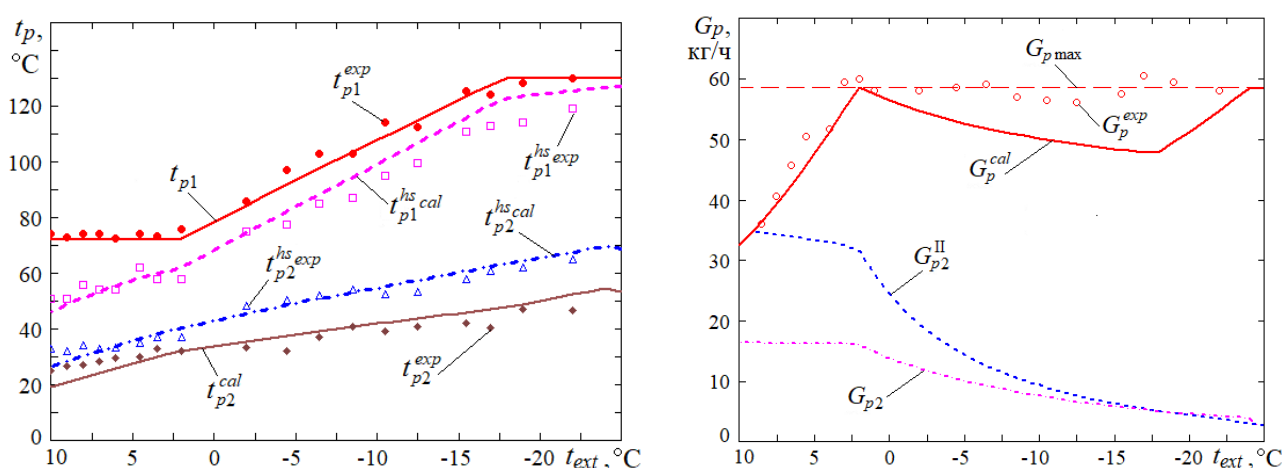 t_p,
°C
120
100
80
60
40
20
0
10 5 0 -5 -10 -15 -20 t_ext, °C
t_p1^exp
t_p1
t_p1^hs exp
t_p1^hs cal
t_p2^hs cal
t_p2^hs exp
t_p2^cal
t_p2^exp
G_p,
кг/ч
60
50
40
30
20
10
0
10 5 0 -5 -10 -15 -20 t_ext, °C
G_p max
G_p^exp
G_p^cal
G_p2^II
G_p2